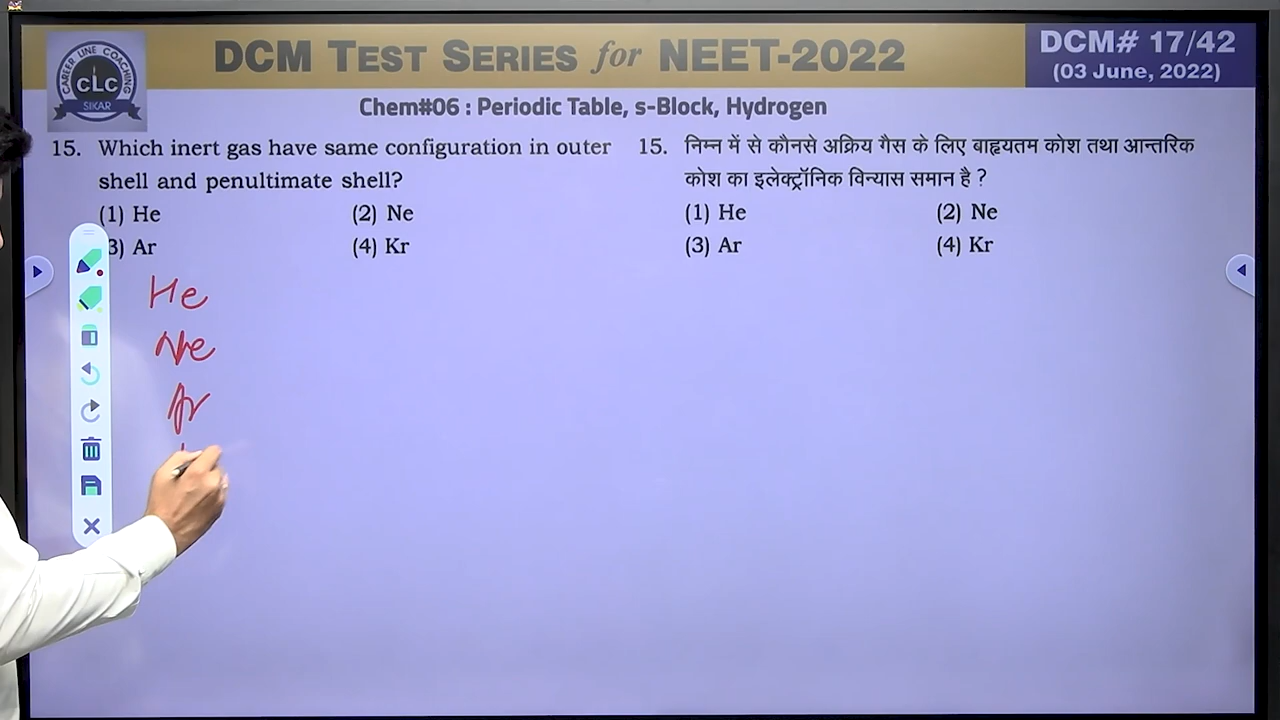 CAREER LINE COACHING
CLC
SIKAR
DCM TEST SERIES for NEET-2022
DCM# 17/42
(03 June, 2022)
Chem#06 : Periodic Table, s-Block, Hydrogen
15. Which inert gas have same configuration in outer
shell and penultimate shell?
(1) He (2) Ne
3) Ar (4) Kr
15. निम्न में से कौनसे अक्रिय गैस के लिए बाहृयतम कोश तथा आन्तरिक
कोश का इलेक्ट्रॉनिक विन्यास समान है ?
(1) He (2) Ne
(3) Ar (4) Kr
He
Ne
Ar